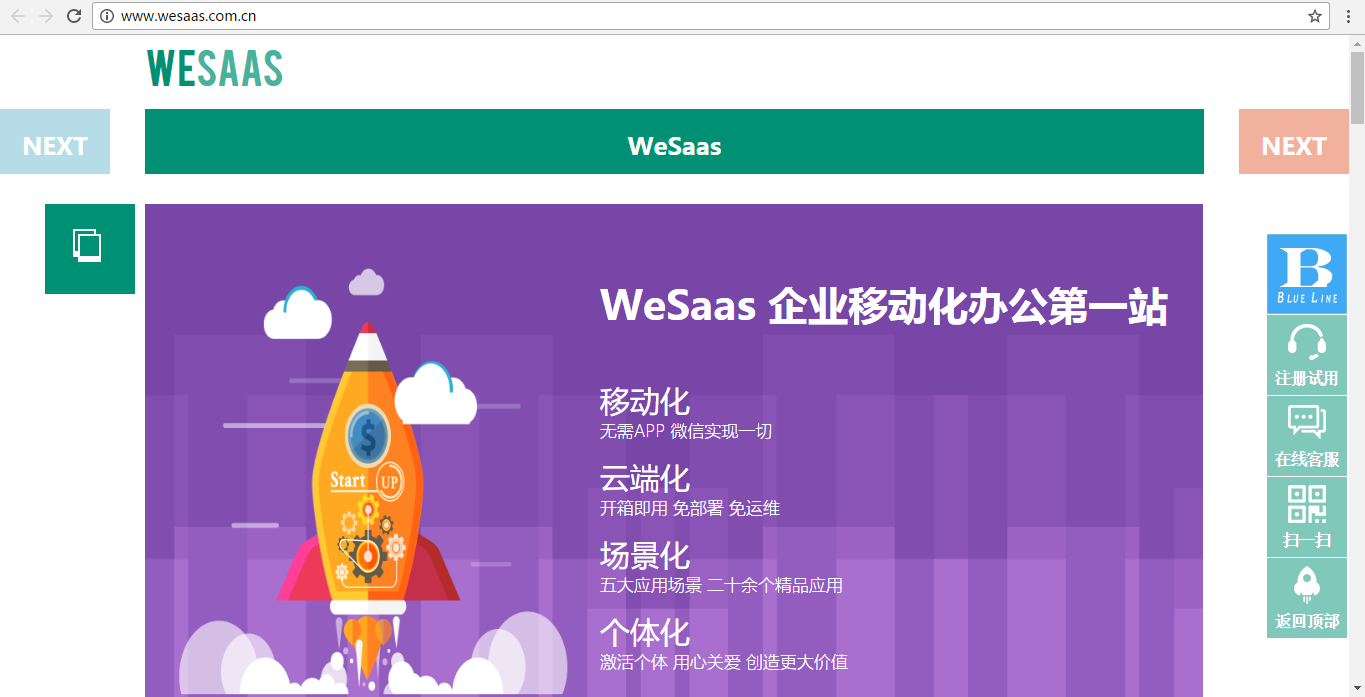 www.wesaas.com.cn
WESAAS
NEXT
WeSaas
NEXT
WeSaas 企业移动化办公第一站
移动化
无需APP 微信实现一切
云端化
开箱即用 免部署 免运维
场景化
五大应用场景 二十余个精品应用
个体化
激活个体 用心关爱 创造更大价值
$
Start UP
B
BLUE LINE
注册试用
在线客服
扫一扫
返回顶部